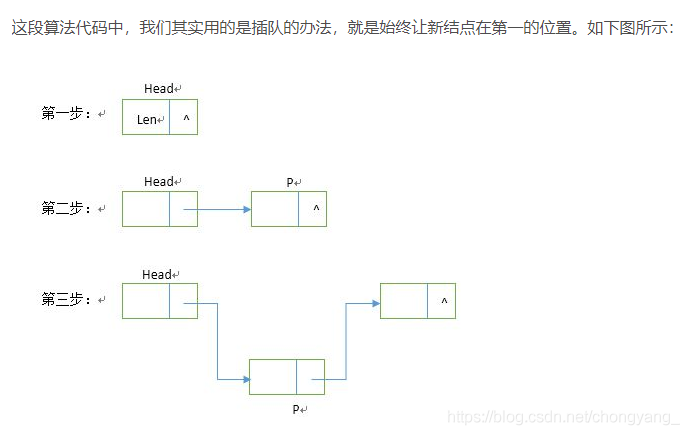 这段算法代码中，我们其实用的是插队的办法，就是始终让新结点在第一的位置。如下图所示：
Head↵
第一步：↵
Len↵ ^
Head↵ P↵
第二步：↵
^
Head↵
第三步：↵
^
P↵
https://blog.csdn.net/chongyang_